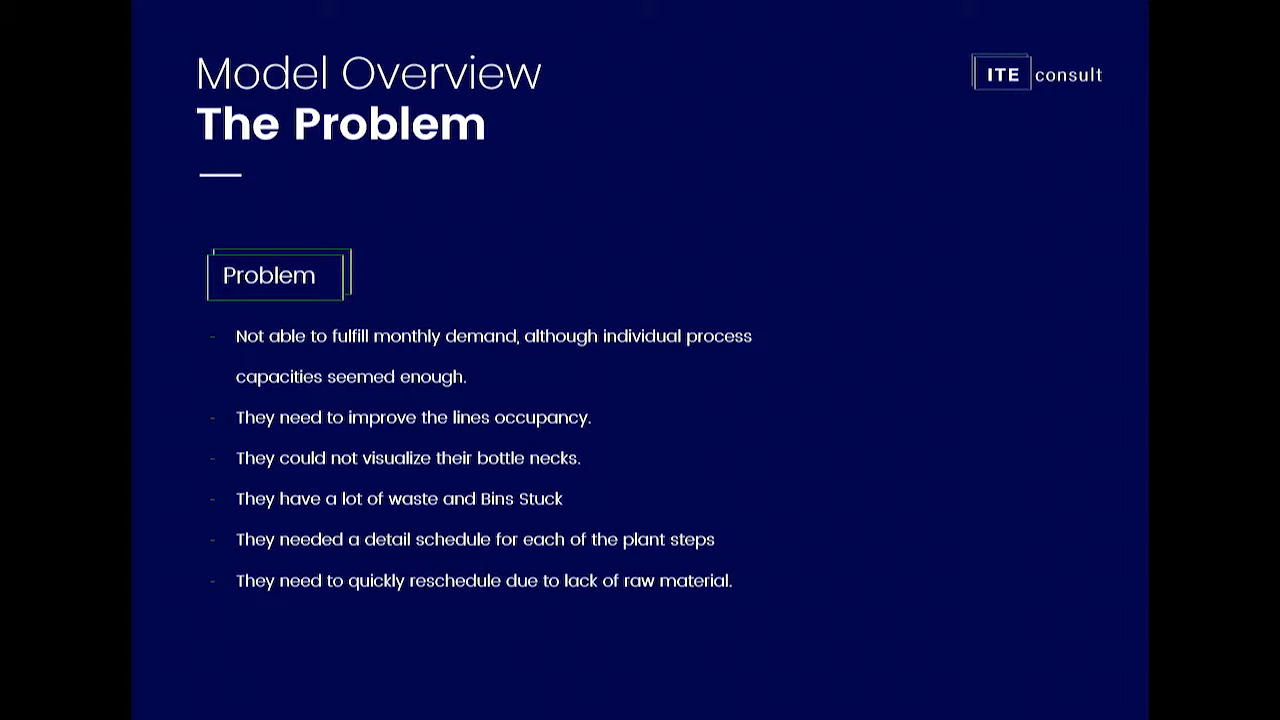 Model Overview
The Problem
ITE consult
Problem
- Not able to fulfill monthly demand, although individual process
capacities seemed enough.
- They need to improve the lines occupancy.
- They could not visualize their bottle necks.
- They have a lot of waste and Bins Stuck
- They needed a detail schedule for each of the plant steps
- They need to quickly reschedule due to lack of raw material.